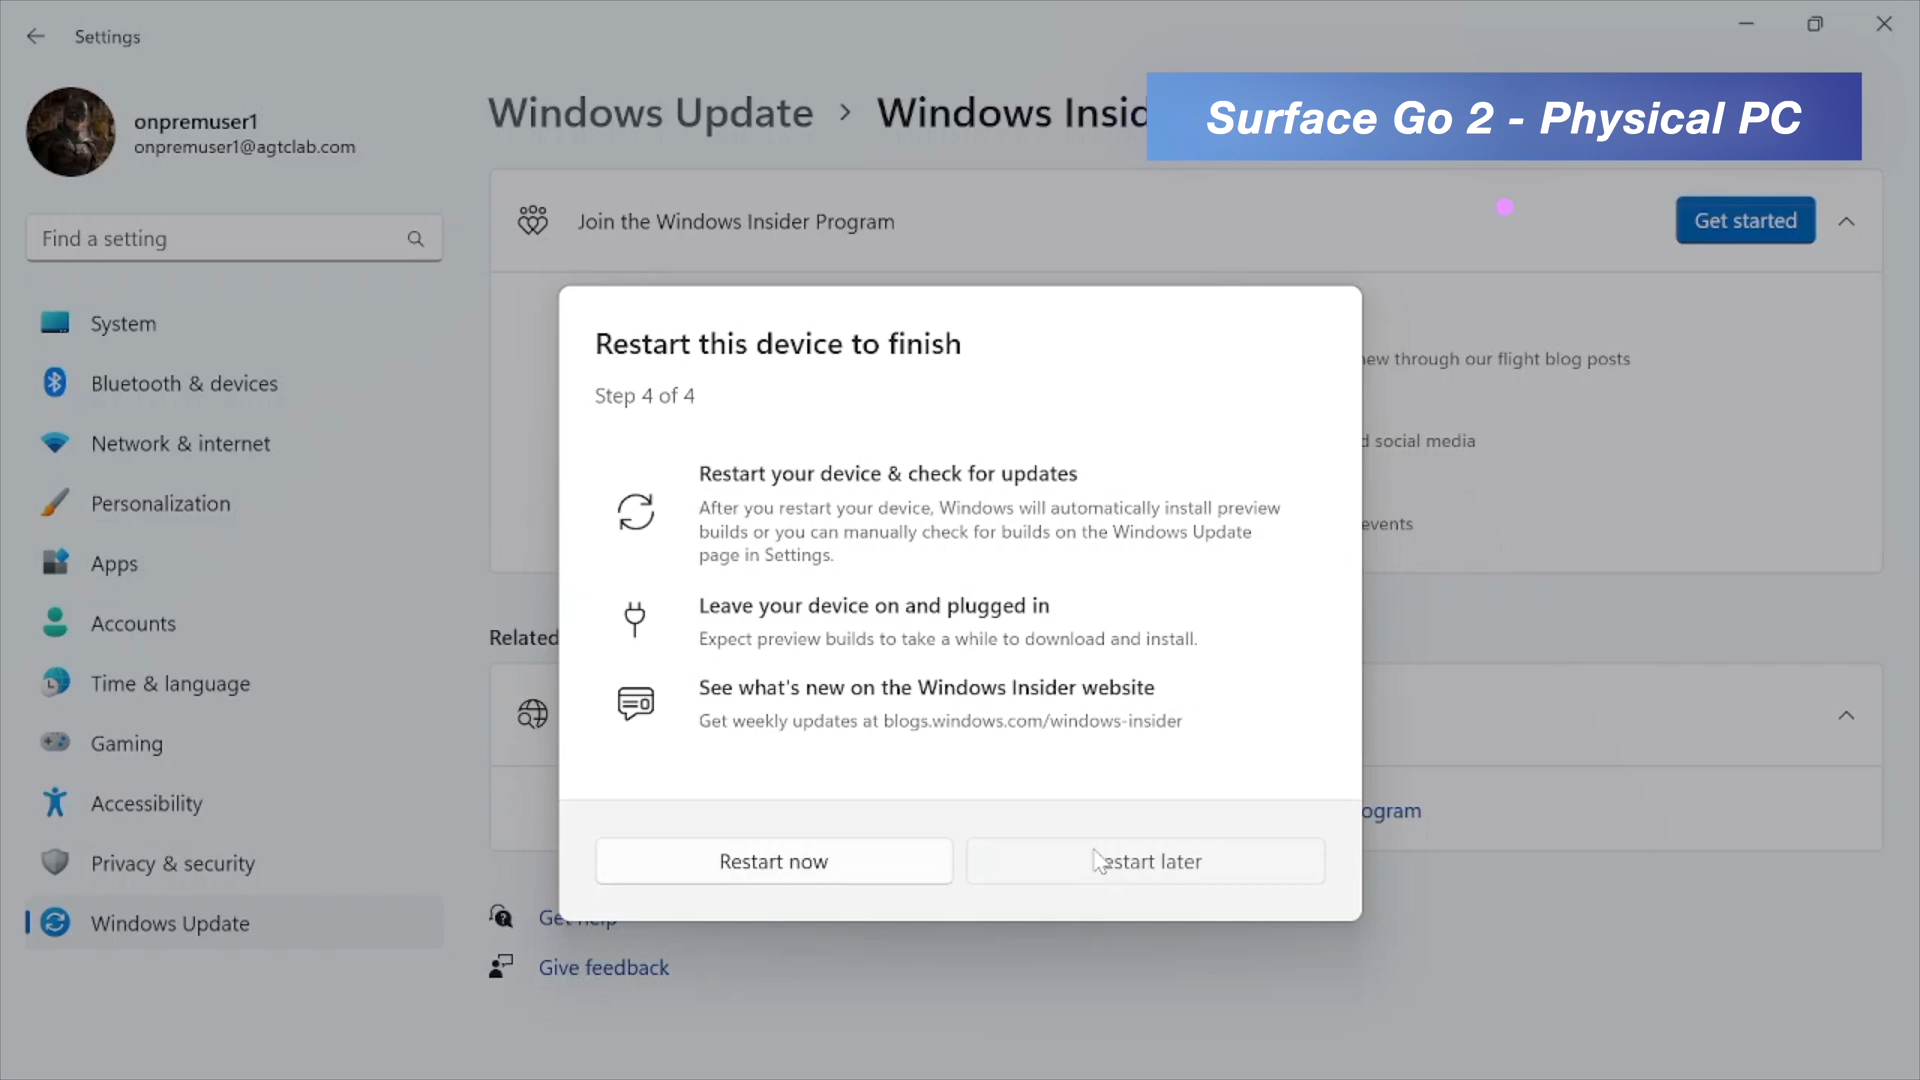 Settings
onpremuser1
onpremuser1@agtclab.com
Find a setting
System
Bluetooth & devices
Network & internet
Personalization
Apps
Accounts
Time & language
Gaming
Accessibility
Privacy & security
Windows Update
Windows Update > Windows Insid
Surface Go 2 - Physical PC
Join the Windows Insider Program
Get started
ew through our flight blog posts
d social media
events
Related
ogram
Restart this device to finish
Step 4 of 4
Restart your device & check for updates
After you restart your device, Windows will automatically install preview
builds or you can manually check for builds on the Windows Update
page in Settings.
Leave your device on and plugged in
Expect preview builds to take a while to download and install.
See what's new on the Windows Insider website
Get weekly updates at blogs.windows.com/windows-insider
Restart now
estart later
Get help
Give feedback